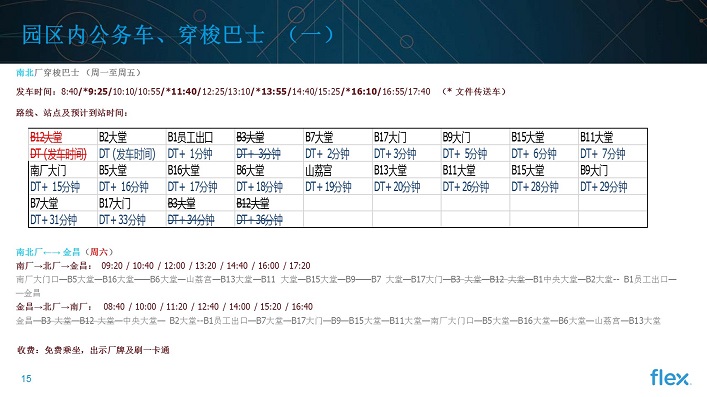 园区内公务车、穿梭巴士 （一）
南北厂穿梭巴士 （周一至周五）
发车时间：8:40/*9:25/10:10/10:55/*11:40/12:25/13:10/*13:55/14:40/15:25/*16:10/16:55/17:40 （* 文件传送车）
路线、站点及预计到站时间：
B12大堂 B2大堂 B1员工出口 B3大堂 B7大堂 B17大门 B9大门 B15大堂 B11大堂
DT (发车时间) DT (发车时间) DT+ 1分钟 DT+ 3分钟 DT+ 2分钟 DT+3分钟 DT+ 5分钟 DT+ 6分钟 DT+ 7分钟
南厂大门 B5大堂 B16大堂 B6大堂 山荔宫 B13大堂 B11大堂 B15大堂 B9大门
DT+ 15分钟 DT+ 16分钟 DT+ 17分钟 DT+18分钟 DT+19分钟 DT+20分钟 DT+26分钟 DT+28分钟 DT+29分钟
B7大堂 B17大门 B3大堂 B12大堂
DT+31分钟 DT+33分钟 DT+34分钟 DT+36分钟
南北厂←→ 金昌（周六）
南厂→北厂→金昌： 09:20 / 10:40 / 12:00 / 13:20 / 14:40 / 16:00 / 17:20
南厂大门口—B5大堂—B16大堂——B6大堂—山荔宫—B13大堂—B11 大堂—B15大堂—B9——B7 大堂—B17大门—B3 大堂—B12 大堂—B1中央大堂—B2大堂-- B1员工出口—
—金昌
金昌→北厂→南厂： 08:40 / 10:00 / 11:20 / 12:40 / 14:00 / 15:20 / 16:40
金昌—B3 大堂—B12 大堂—中央大堂— B2大堂--B1员工出口—B7大堂—B17大门—B9—B15大堂—B11大堂—南厂大门口—B5大堂—B16大堂—B6大堂—山荔宫—B13大堂
收费：免费乘坐，出示厂牌及刷一卡通
15
flex